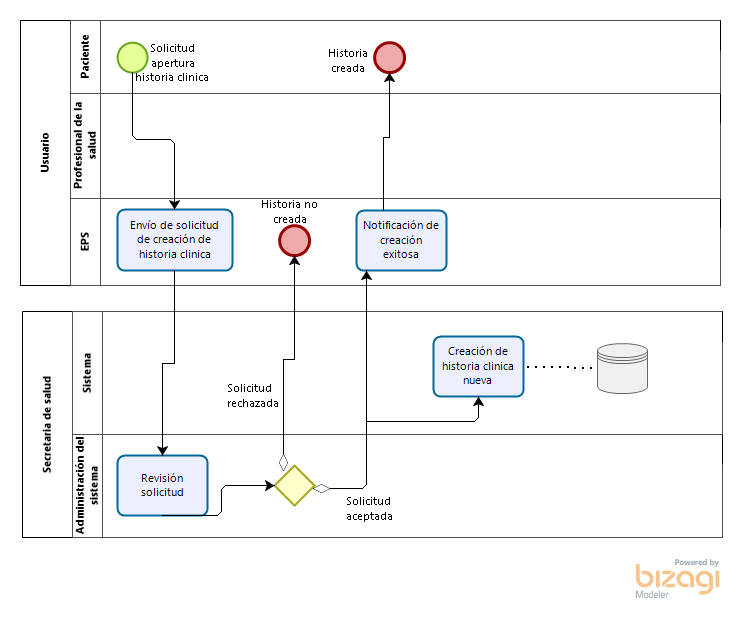 Usuario
Paciente
Solicitud
apertura
historia clinica
Historia
creada
Profesional de la
salud
EPS
Envío de solicitud
de creación de
historia clinica
Historia no
creada
Notificación de
creación
exitosa
Secretaria de salud
Sistema
Creación de
historia clinica
nueva
Solicitud
rechazada
Administración del
sistema
Revisión
solicitud
Solicitud
aceptada
Powered by
bizagi
Modeler